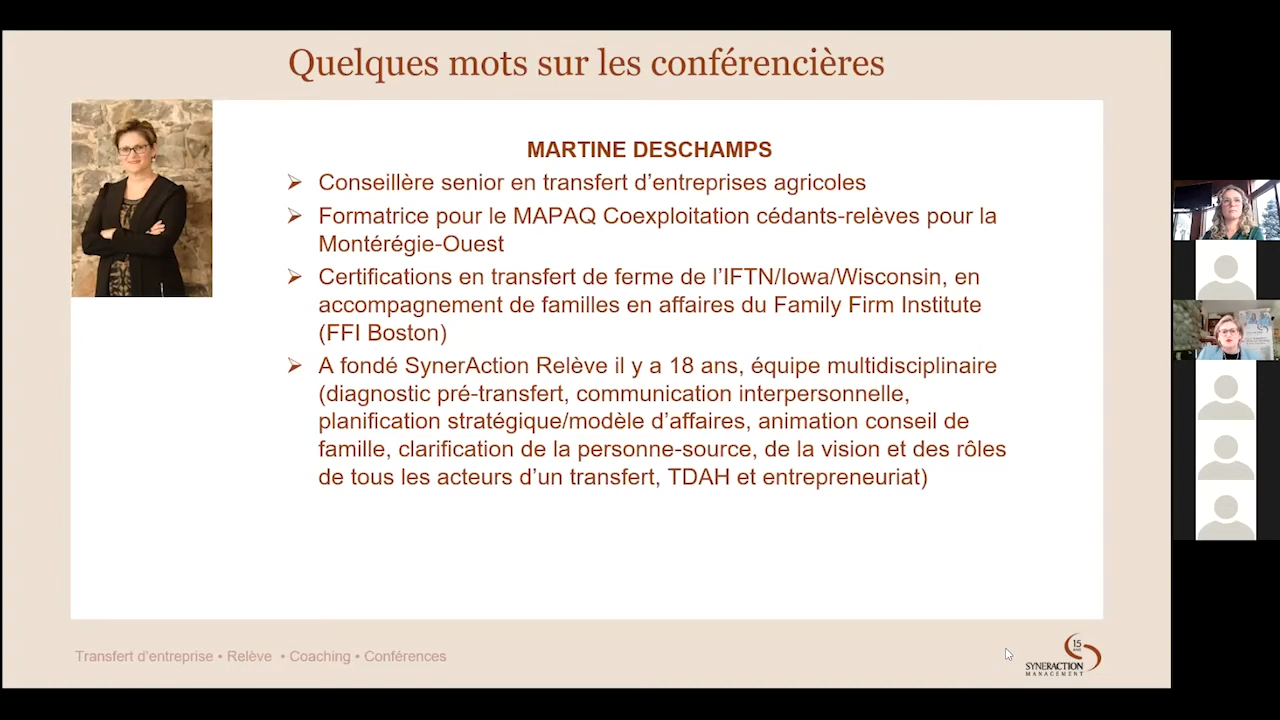 Quelques mots sur les conférencières
MARTINE DESCHAMPS
➢ Conseillère senior en transfert d’entreprises agricoles
➢ Formatrice pour le MAPAQ Coexploitation cédants-relèves pour la
Montérégie-Ouest
➢ Certifications en transfert de ferme de l’IFTN/Iowa/Wisconsin, en
accompagnement de familles en affaires du Family Firm Institute
(FFI Boston)
➢ A fondé SynerAction Relève il y a 18 ans, équipe multidisciplinaire
(diagnostic pré-transfert, communication interpersonnelle,
planification stratégique/modèle d’affaires, animation conseil de
famille, clarification de la personne-source, de la vision et des rôles
de tous les acteurs d’un transfert, TDAH et entrepreneuriat)
Transfert d’entreprise • Relève • Coaching • Conférences
15
ANS
SYNERACTION
MANAGEMENT